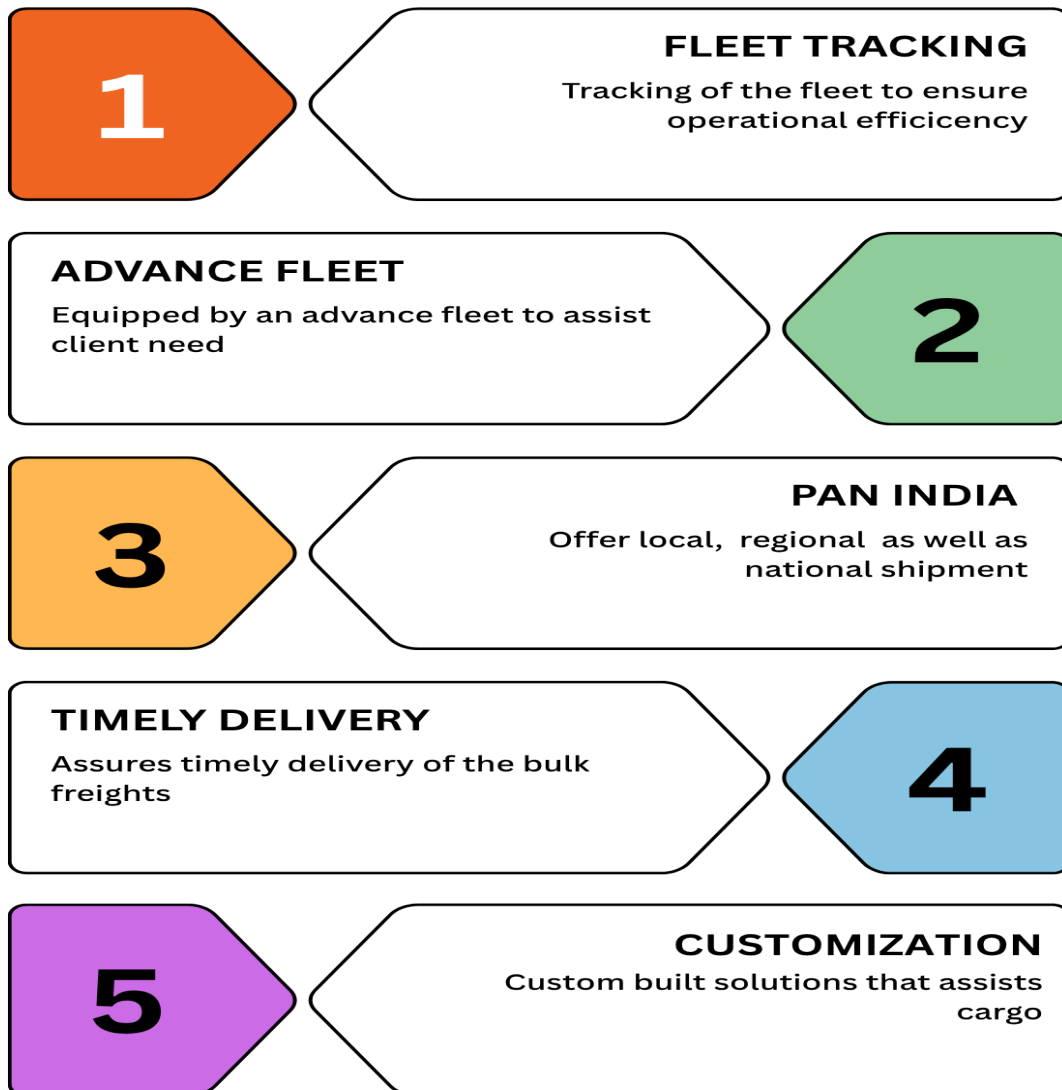 1
FLEET TRACKING
Tracking of the fleet to ensure
operational efficicency
ADVANCE FLEET
Equipped by an advance fleet to assist
client need
2
3
PAN INDIA
Offer local,  regional  as well as
national shipment
TIMELY DELIVERY
Assures timely delivery of the bulk
freights
4
5
CUSTOMIZATION
Custom built solutions that assists
cargo